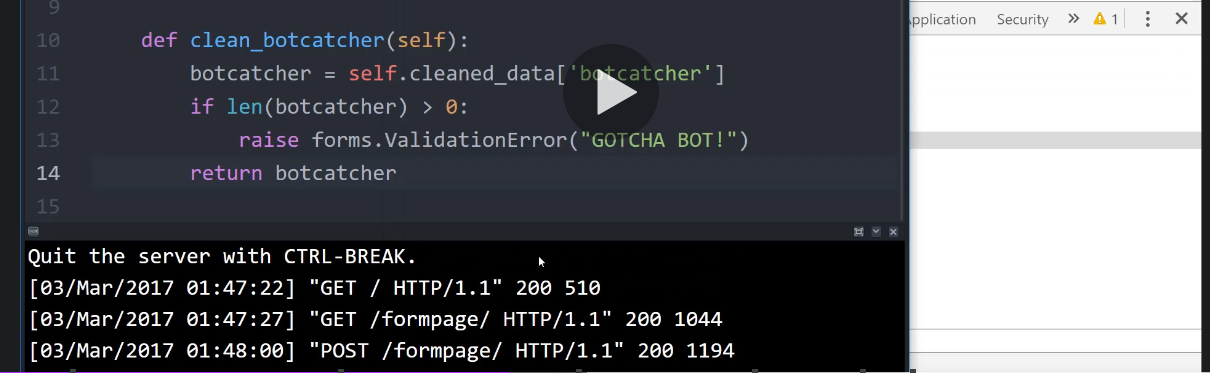 9
Application Security » 1
10 def clean_botcatcher(self):
11 botcatcher = self.cleaned_data['botcatcher']
12 if len(botcatcher) > 0:
13 raise forms.ValidationError("GOTCHA BOT!")
14 return botcatcher
15
Quit the server with CTRL-BREAK.
[03/Mar/2017 01:47:22] "GET / HTTP/1.1" 200 510
[03/Mar/2017 01:47:27] "GET /formpage/ HTTP/1.1" 200 1044
[03/Mar/2017 01:48:00] "POST /formpage/ HTTP/1.1" 200 1194